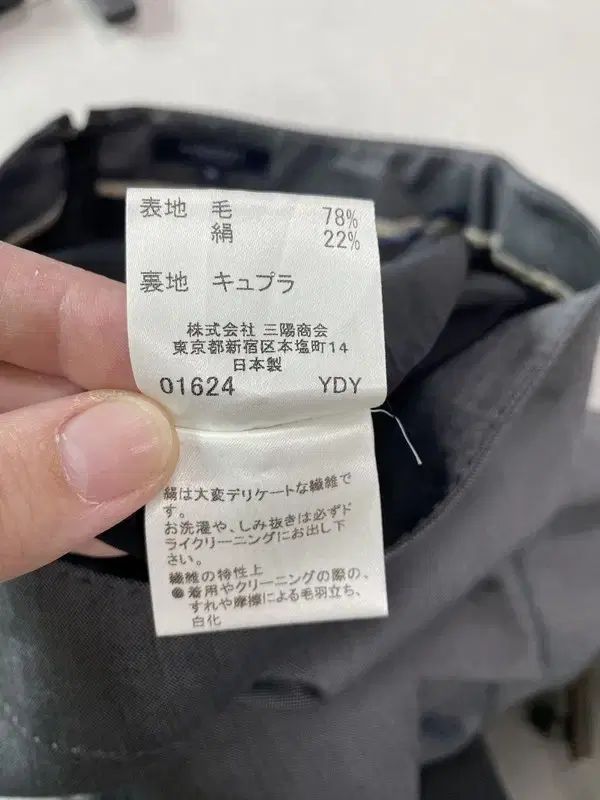 表地 毛 78%
絹 22%
裏地 キュプラ
株式会社 三陽商会
東京都新宿区本塩町14
日本製
01624 YDY
絹は大変デリケートな繊維で
す。
お洗濯や、しみ抜きは必ずド
ライクリーニングにお出し下
さい。
繊維の特性上
●着用やクリーニングの際の、
すれや摩擦による毛羽立ち、
白化